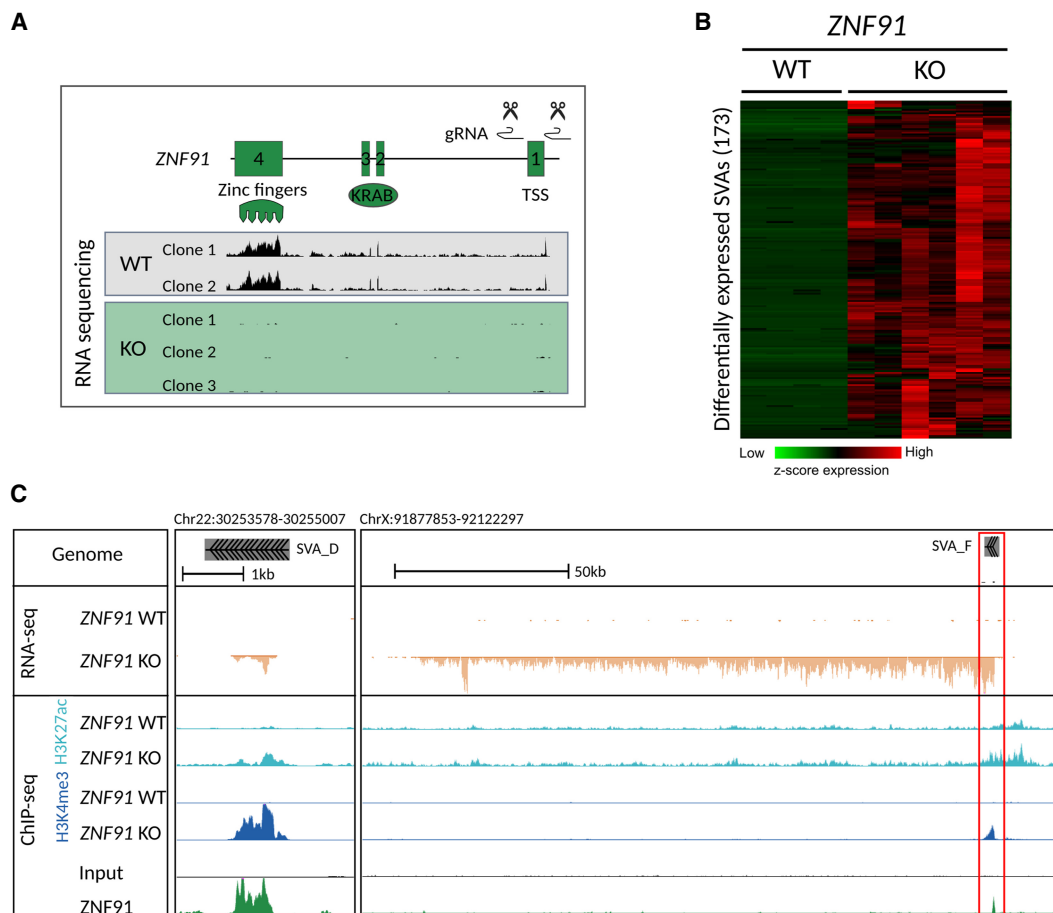 A
gRNA
ZNF91
4
3
2
1
Zinc fingers
KRAB
TSS
RNA sequencing
WT
Clone 1
Clone 2
KO
Clone 1
Clone 2
Clone 3
B
ZNF91
WT
KO
Differentially expressed SVAs (173)
Low
High
z-score expression
C
Chr22:30253578-30255007
ChrX:91877853-92122297
Genome
SVA_D
1kb
SVA_F
50kb
RNA-seq
ZNF91 WT
ZNF91 KO
ChIP-seq
H3K27ac
ZNF91 WT
ZNF91 KO
H3K4me3
ZNF91 WT
ZNF91 KO
Input
ZNF91